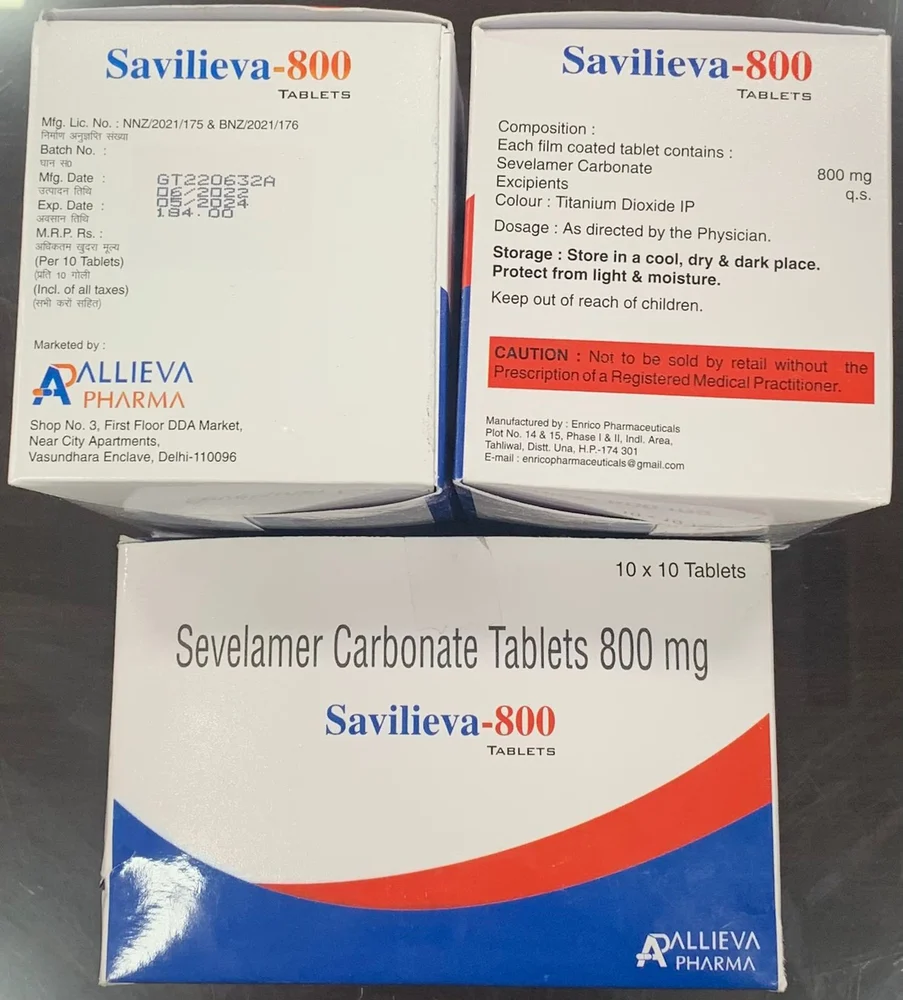 Savilieva-800
TABLETS
Mfg. Lic. No. : NNZ/2021/175 & BNZ/2021/176
निर्माण अनुज्ञप्ति संख्या
Batch No. :
घान सं०
Mfg. Date :
उत्पादन तिथि
Exp. Date :
अवसान तिथि
M.R.P. Rs. :
अधिकतम खुदरा मूल्य
(Per 10 Tablets)
(प्रति 10 गोली
(Incl. of all taxes)
(सभी करों सहित)
GT220632A
06/2022
05/2024
184.00
Marketed by :
ALLIEVA
PHARMA
Shop No. 3, First Floor DDA Market,
Near City Apartments,
Vasundhara Enclave, Delhi-110096
Savilieva-800
TABLETS
Composition :
Each film coated tablet contains :
Sevelamer Carbonate 800 mg
Excipients q.s.
Colour : Titanium Dioxide IP
Dosage : As directed by the Physician.
Storage : Store in a cool, dry & dark place.
Protect from light & moisture.
Keep out of reach of children.
CAUTION : Not to be sold by retail without the
Prescription of a Registered Medical Practitioner.
Manufactured by : Enrico Pharmaceuticals
Plot No. 14 & 15, Phase I & II, Indl. Area,
Tahliwal, Distt. Una, H.P.-174 301
E-mail : enricopharmaceuticals@gmail.com
10 x 10 Tablets
Sevelamer Carbonate Tablets 800 mg
Savilieva-800
TABLETS
ALLIEVA
PHARMA